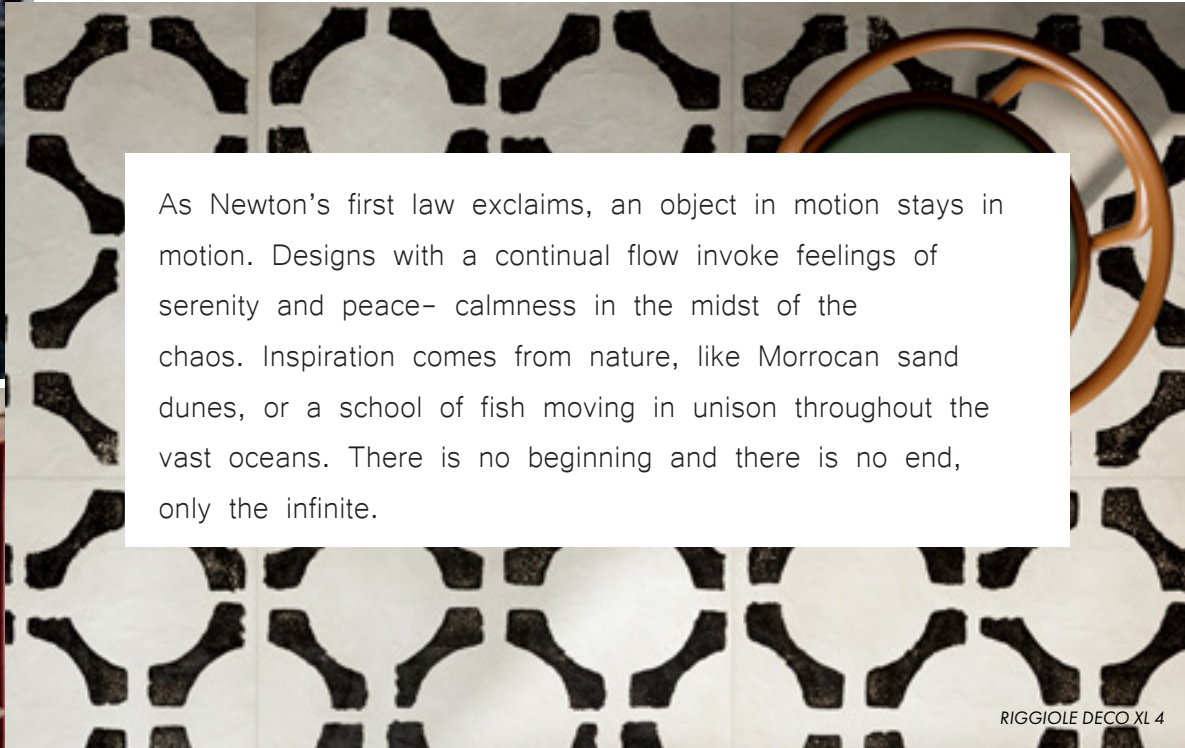 As Newton’s first law exclaims, an object in motion stays in
motion. Designs with a continual flow invoke feelings of
serenity and peace– calmness in the midst of the
chaos. Inspiration comes from nature, like Morrocan sand
dunes, or a school of fish moving in unison throughout the
vast oceans. There is no beginning and there is no end,
only the infinite.
RIGGIOLE DECO XL 4